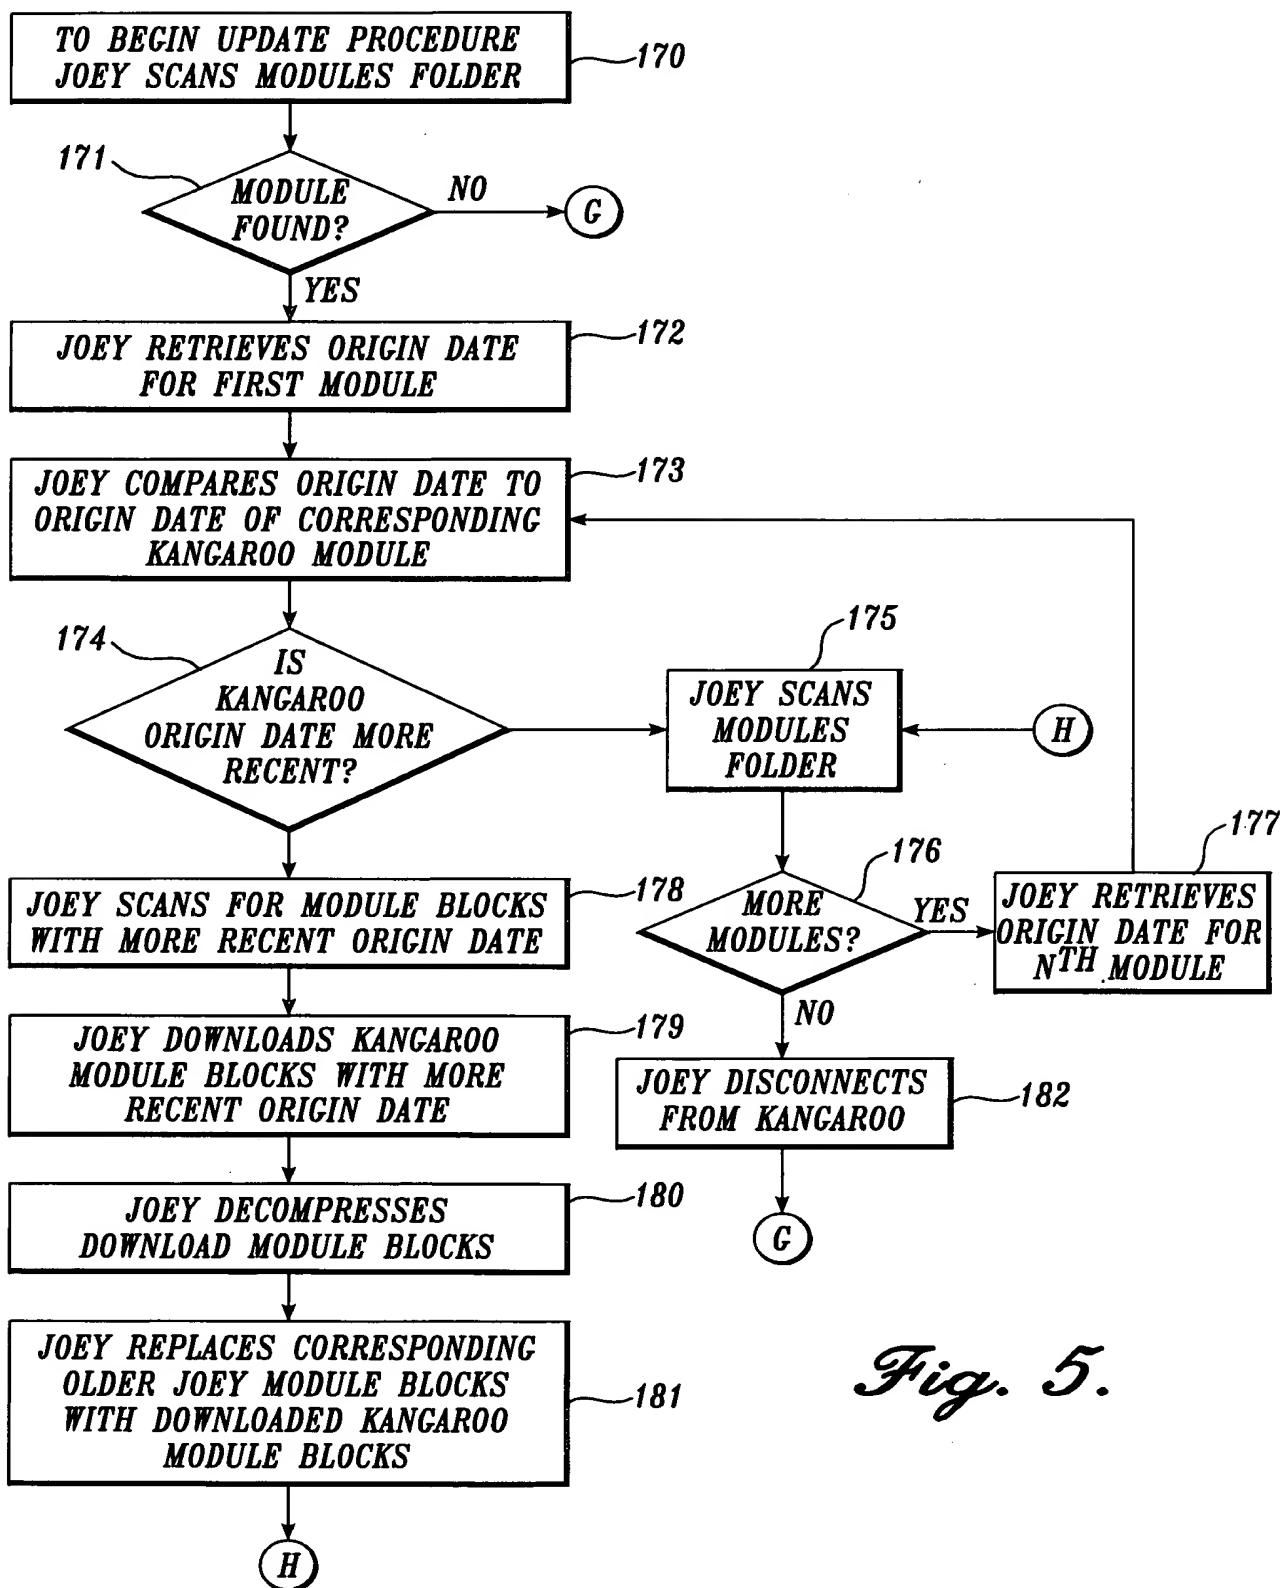 TO BEGIN UPDATE PROCEDURE
JOEY SCANS MODULES FOLDER
170
171
MODULE
FOUND?
NO
G
YES
JOEY RETRIEVES ORIGIN DATE
FOR FIRST MODULE
172
JOEY COMPARES ORIGIN DATE TO
ORIGIN DATE OF CORRESPONDING
KANGAROO MODULE
173
174
IS
KANGAROO
ORIGIN DATE MORE
RECENT?
175
JOEY SCANS
MODULES
FOLDER
H
176
MORE
MODULES?
YES
177
JOEY RETRIEVES
ORIGIN DATE FOR
NTH MODULE
NO
JOEY DISCONNECTS
FROM KANGAROO
182
G
JOEY SCANS FOR MODULE BLOCKS
WITH MORE RECENT ORIGIN DATE
178
JOEY DOWNLOADS KANGAROO
MODULE BLOCKS WITH MORE
RECENT ORIGIN DATE
179
JOEY DECOMPRESSES
DOWNLOAD MODULE BLOCKS
180
JOEY REPLACES CORRESPONDING
OLDER JOEY MODULE BLOCKS
WITH DOWNLOADED KANGAROO
MODULE BLOCKS
181
H
Fig. 5.